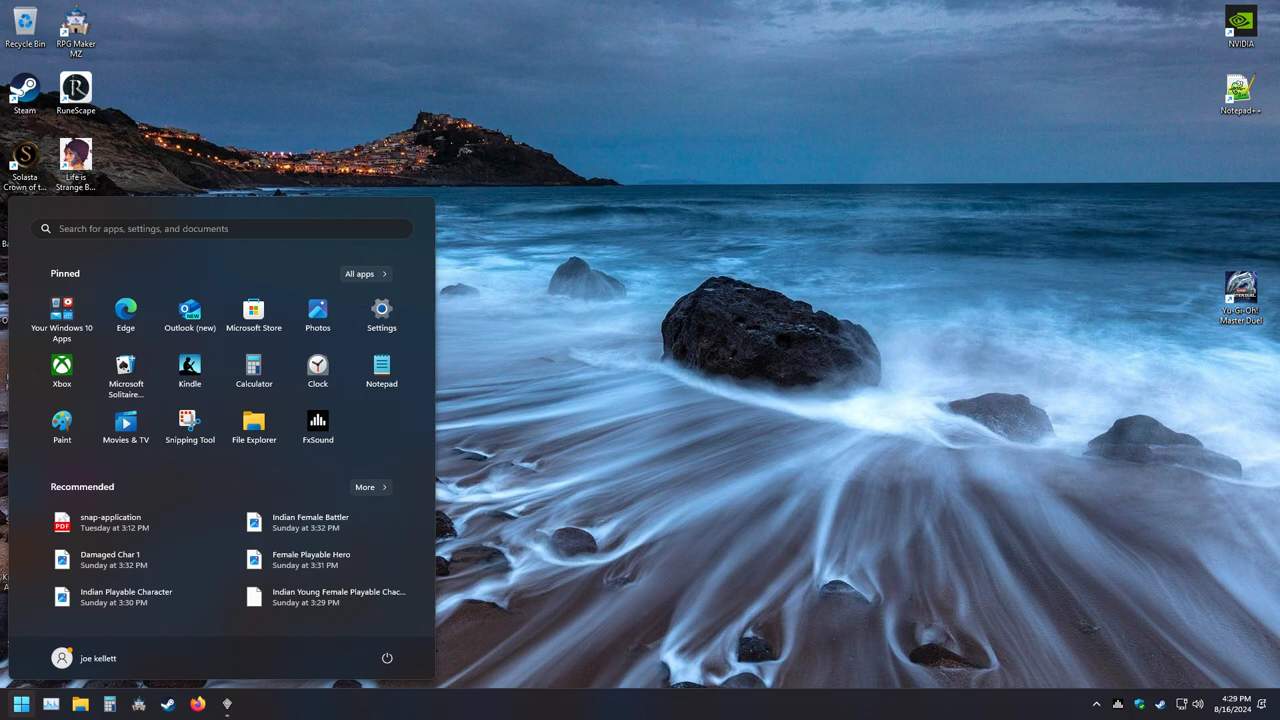 Recycle Bin
RPG Maker
MZ
Steam
RuneScape
Solasta
Crown of t...
Life is
Strange B...
NVIDIA
Notepad++
Yu-Gi-Oh!
Master Duel
Search for apps, settings, and documents
Pinned
All apps
Your Windows 10
Apps
Edge
Outlook (new)
Microsoft Store
Photos
Settings
Xbox
Microsoft
Solitaire...
Kindle
Calculator
Clock
Notepad
Paint
Movies & TV
Snipping Tool
File Explorer
FxSound
Recommended
More
snap-application
Tuesday at 3:12 PM
Indian Female Battler
Sunday at 3:32 PM
Damaged Char 1
Sunday at 3:32 PM
Female Playable Hero
Sunday at 3:31 PM
Indian Playable Character
Sunday at 3:30 PM
Indian Young Female Playable Chac...
Sunday at 3:29 PM
joe kellett
4:29 PM
8/16/2024